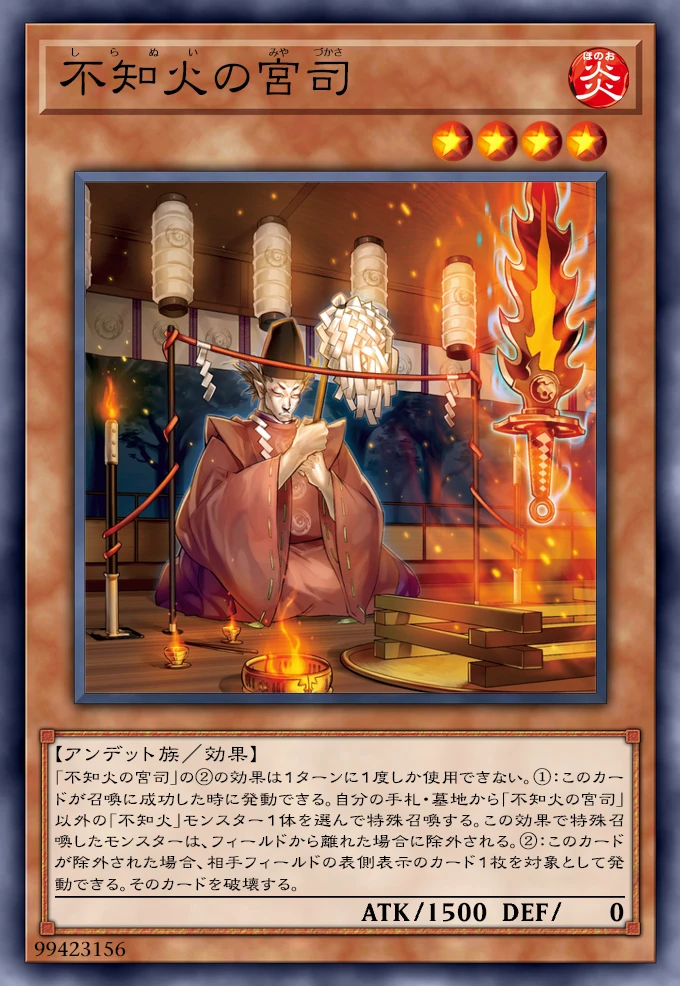 しらぬい みやづかさ
不知火の宮司
ほのお
炎
【アンデット族／効果】
「不知火の宮司」の②の効果は１ターンに１度しか使用できない。①：このカー
ドが召喚に成功した時に発動できる。自分の手札・墓地から「不知火の宮司」
以外の「不知火」モンスター１体を選んで特殊召喚する。この効果で特殊召
喚したモンスターは、フィールドから離れた場合に除外される。②：このカード
が除外された場合、相手フィールドの表側表示のカード１枚を対象として発
動できる。そのカードを破壊する。
ATK/1500 DEF/ 0
99423156